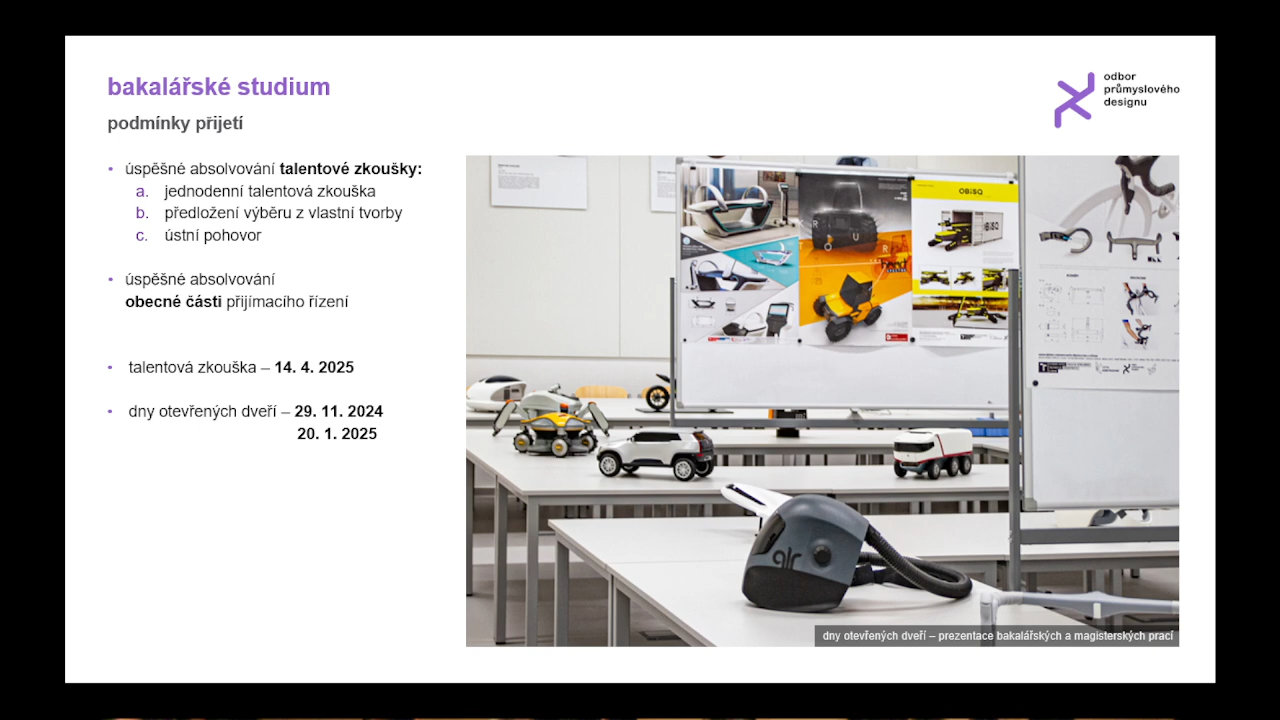 bakalářské studium
podmínky přijetí
odbor
průmyslového
designu
• úspěšné absolvování talentové zkoušky:
a. jednodenní talentová zkouška
b. předložení výběru z vlastní tvorby
c. ústní pohovor
• úspěšné absolvování
obecné části přijímacího řízení
• talentová zkouška – 14. 4. 2025
• dny otevřených dveří – 29. 11. 2024
20. 1. 2025
OBiSQ
K R O U R
air
dny otevřených dveří – prezentace bakalářských a magisterských prací